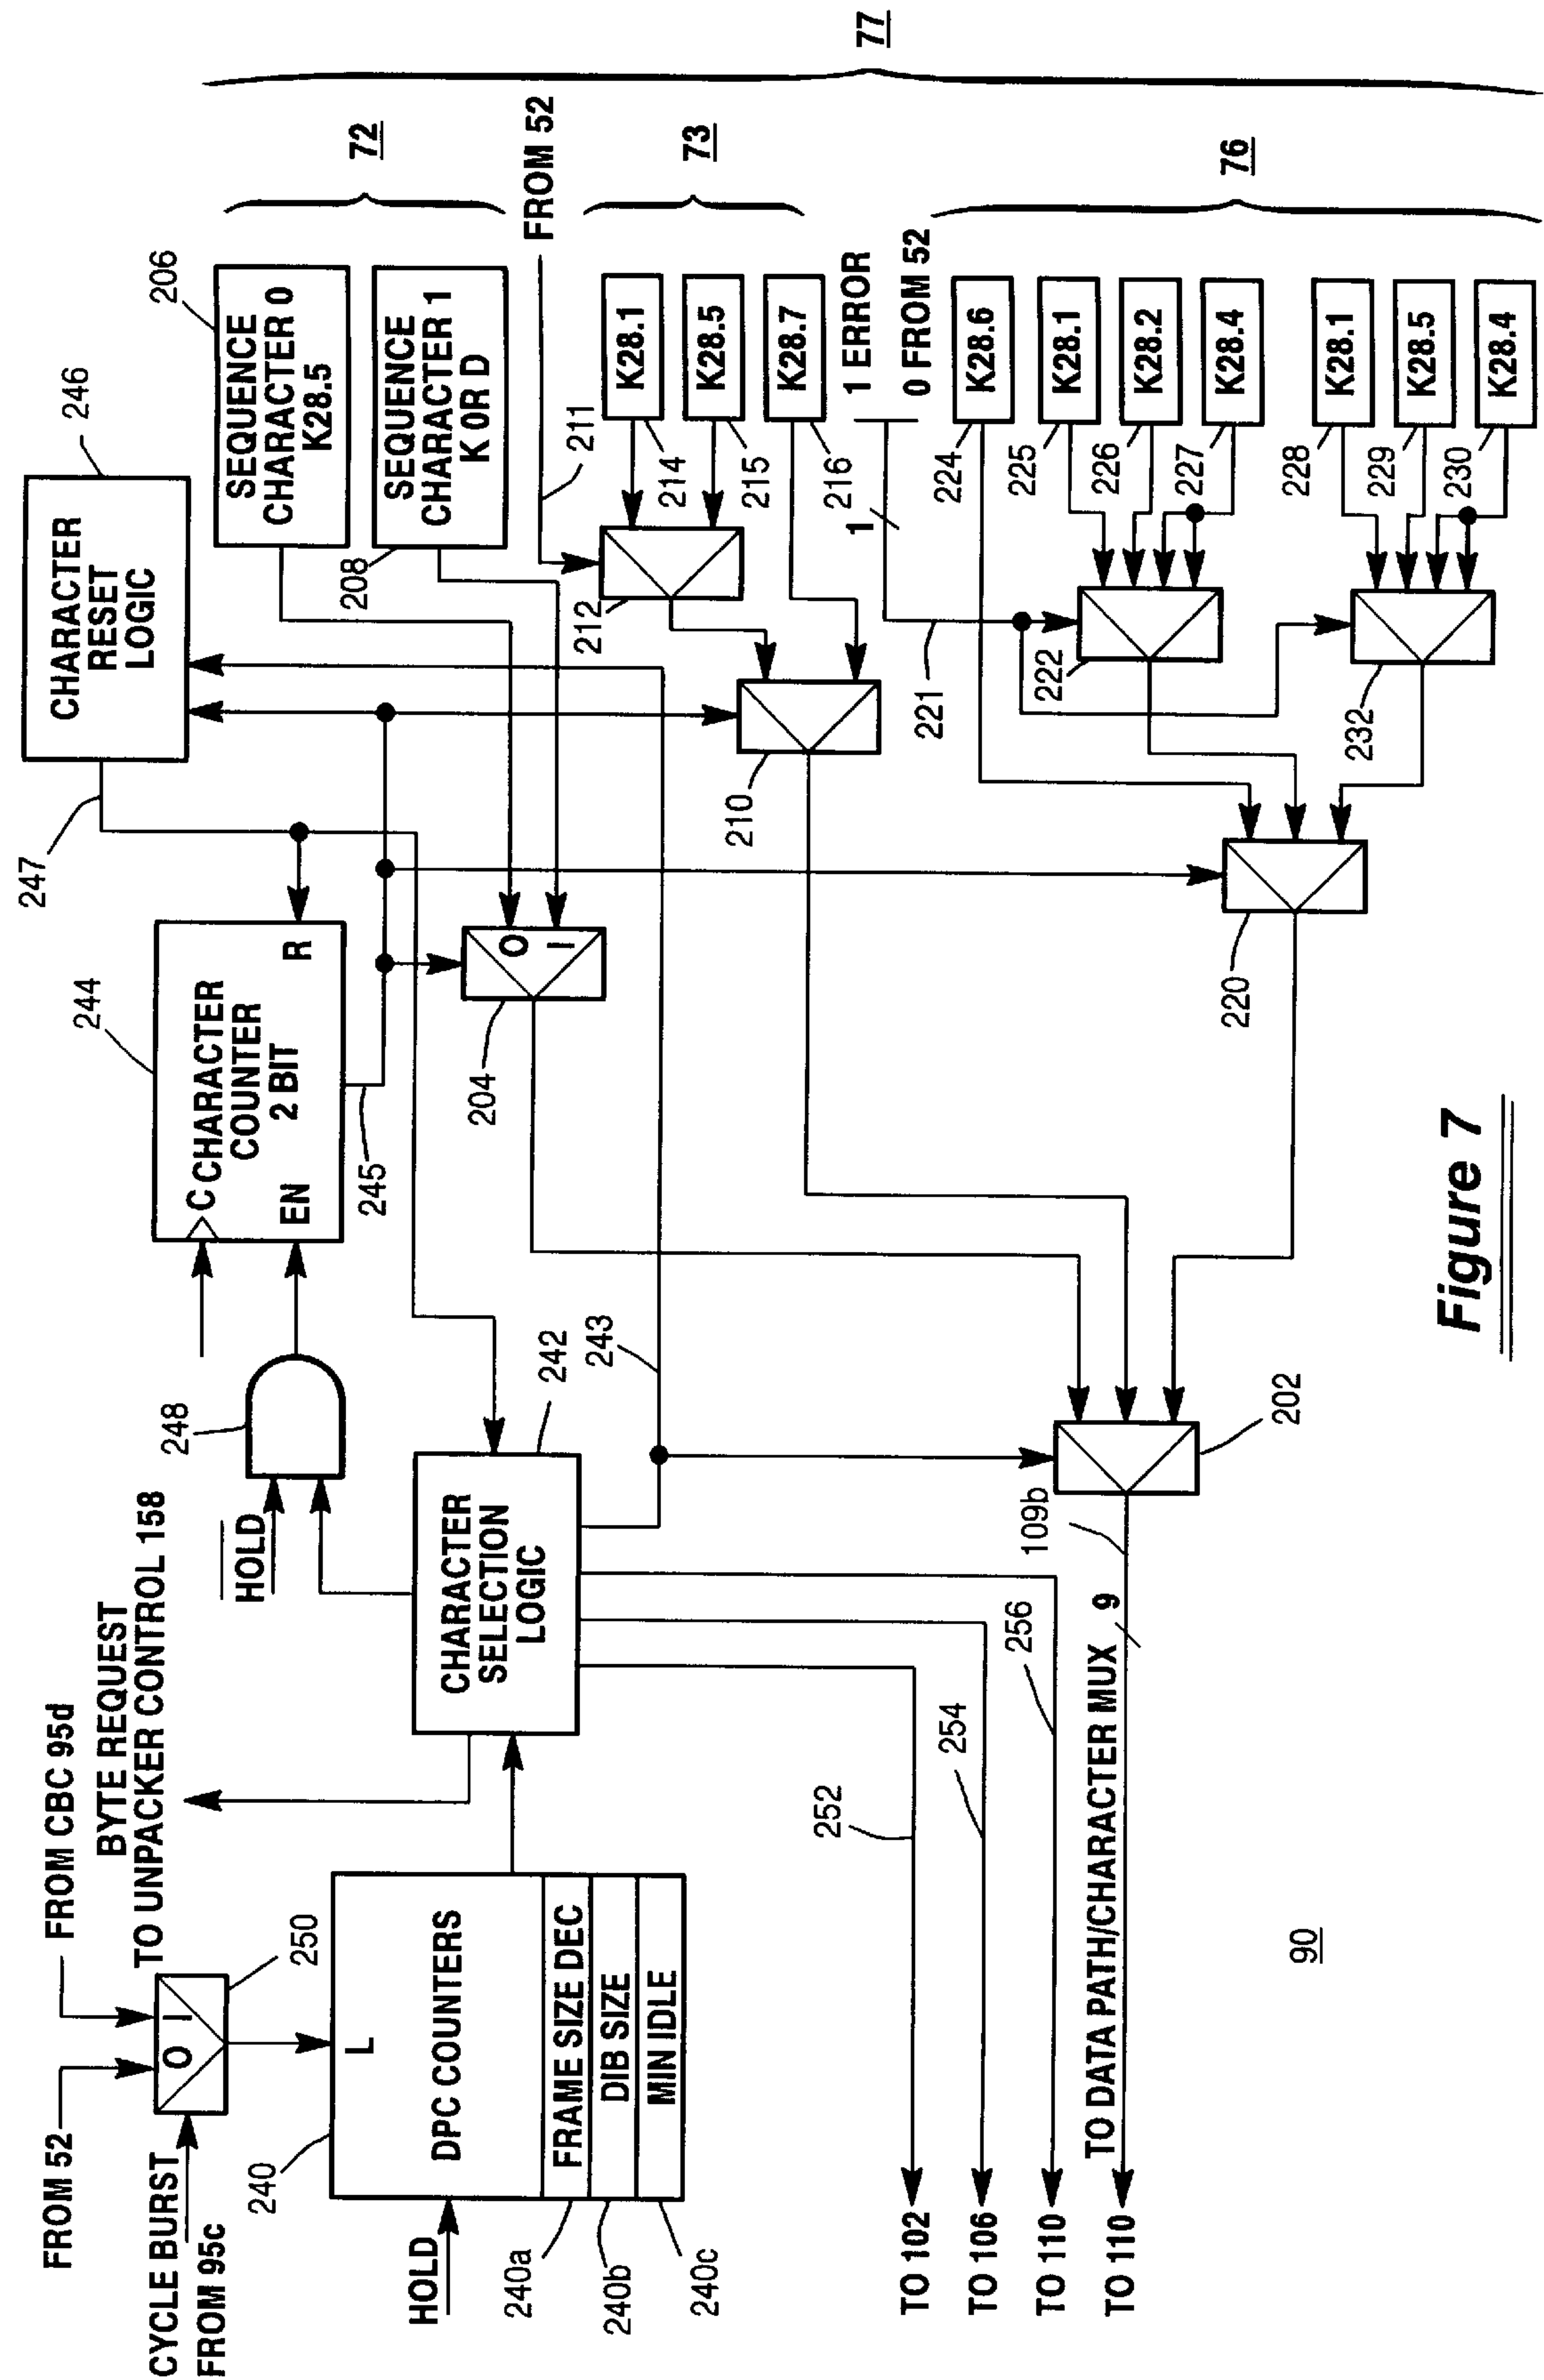 FROM 52
FROM CBC 95d
CYCLE BURST
FROM 95c
O I
250
BYTE REQUEST
TO UNPACKER CONTROL 158
240
HOLD
L
DPC COUNTERS
FRAME SIZE DEC
DIB SIZE
MIN IDLE
240a
240b
240c
HOLD
248
C CHARACTER
COUNTER
2 BIT
EN
R
244
245
247
CHARACTER
RESET
LOGIC
246
CHARACTER
SELECTION
LOGIC
242
243
204
O
I
SEQUENCE
CHARACTER 0
K28.5
206
SEQUENCE
CHARACTER 1
K OR D
208
72
FROM 52
211
212
K28.1
214
K28.5
215
K28.7
216
73
210
77
1 ERROR
0 FROM 52
1
221
K28.6
224
K28.1
225
K28.2
226
K28.4
227
K28.1
228
K28.5
229
K28.4
230
76
222
232
220
202
109b
252
254
256
TO 102
TO 106
TO 110
TO 110
TO DATA PATH/CHARACTER MUX 9
90
Figure 7